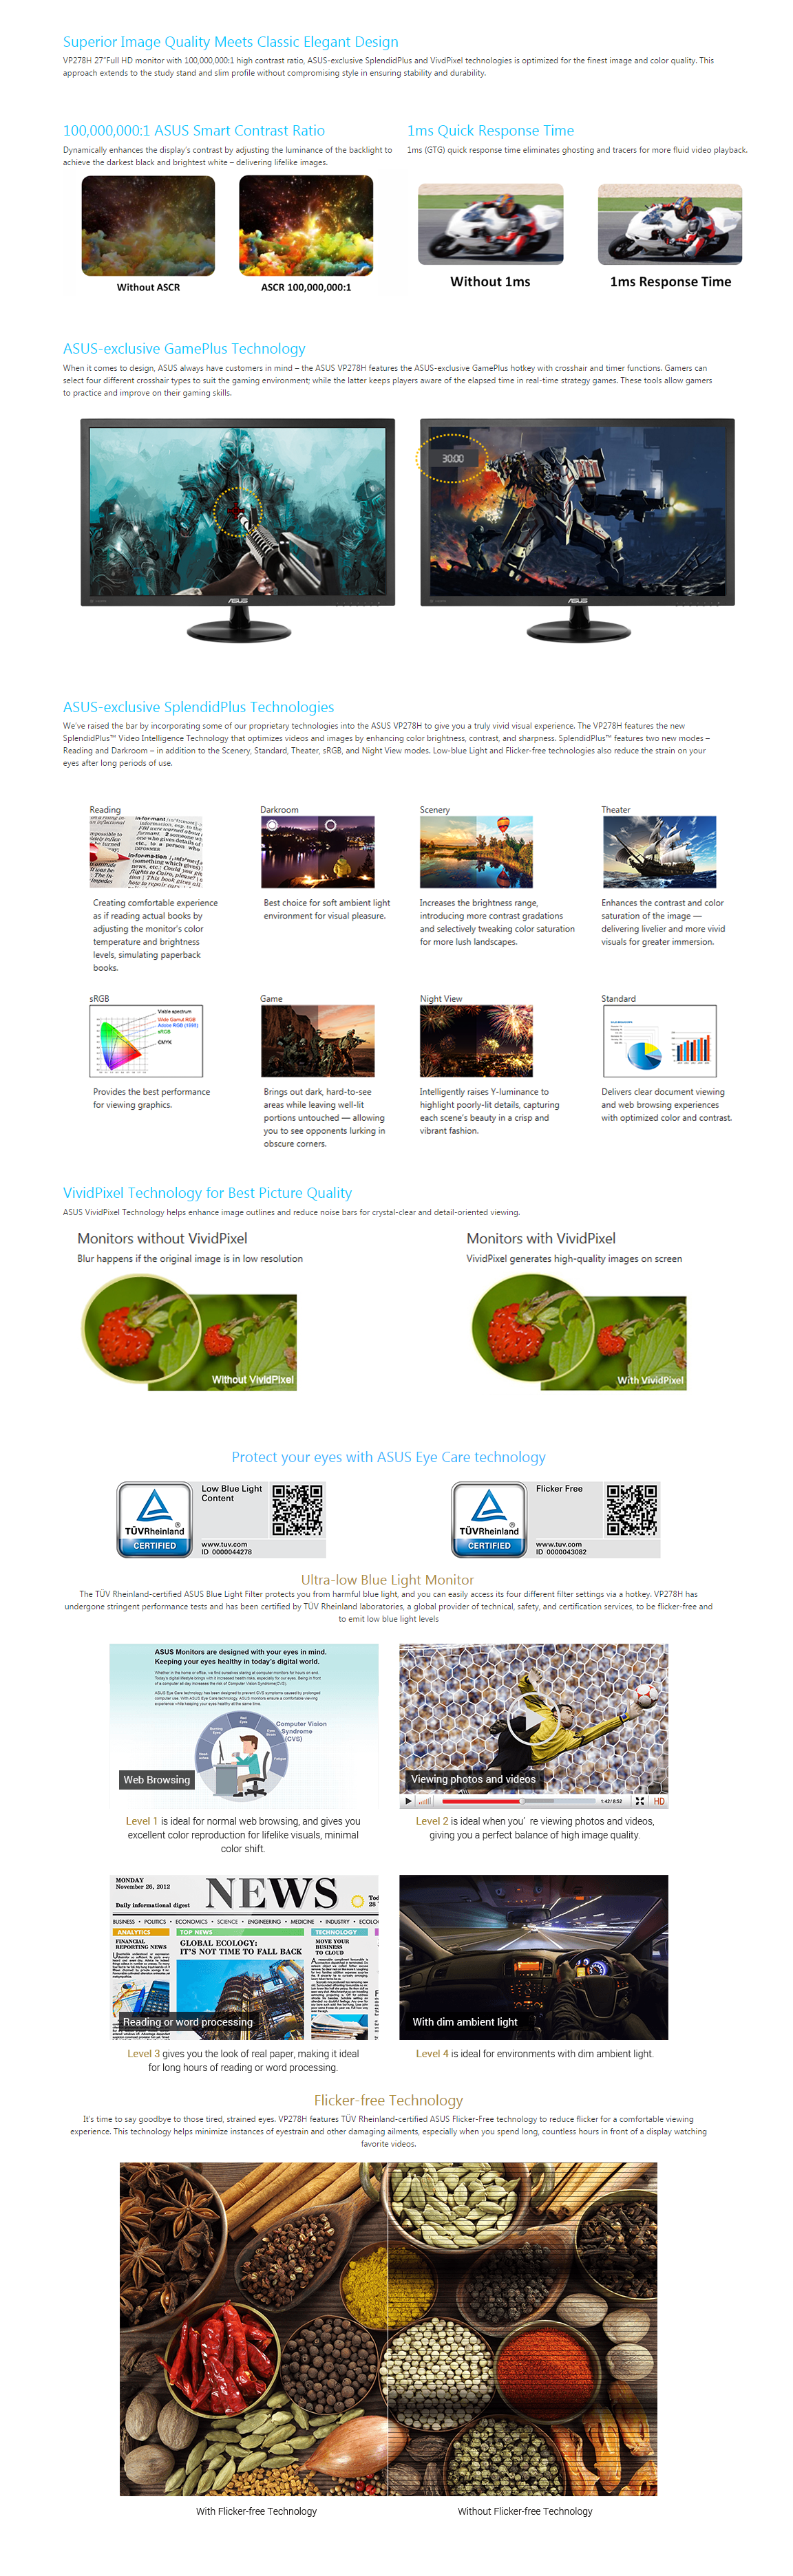 Superior Image Quality Meets Classic Elegant Design
VP278H 27"Full HD monitor with 100,000,000:1 high contrast ratio, ASUS-exclusive SplendidPlus and VivdPixel technologies is optimized for the finest image and color quality. This
approach extends to the study stand and slim profile without compromising style in ensuring stability and durability.
100,000,000:1 ASUS Smart Contrast Ratio
Dynamically enhances the display's contrast by adjusting the luminance of the backlight to
achieve the darkest black and brightest white – delivering lifelike images.
Without ASCR
ASCR 100,000,000:1
1ms Quick Response Time
1ms (GTG) quick response time eliminates ghosting and tracers for more fluid video playback.
Without 1ms
1ms Response Time
ASUS-exclusive GamePlus Technology
When it comes to design, ASUS always have customers in mind – the ASUS VP278H features the ASUS-exclusive GamePlus hotkey with crosshair and timer functions. Gamers can
select four different crosshair types to suit the gaming environment; while the latter keeps players aware of the elapsed time in real-time strategy games. These tools allow gamers
to practice and improve on their gaming skills.
30:00
ASUS
ASUS
ASUS-exclusive SplendidPlus Technologies
We've raised the bar by incorporating some of our proprietary technologies into the ASUS VP278H to give you a truly vivid visual experience. The VP278H features the new
SplendidPlus™ Video Intelligence Technology that optimizes videos and images by enhancing color brightness, contrast, and sharpness. SplendidPlus™ features two new modes –
Reading and Darkroom – in addition to the Scenery, Standard, Theater, sRGB, and Night View modes. Low-blue Light and Flicker-free technologies also reduce the strain on your
eyes after long periods of use.
Reading
Creating comfortable experience
as if reading actual books by
adjusting the monitor's color
temperature and brightness
levels, simulating paperback
books.
Darkroom
Best choice for soft ambient light
environment for visual pleasure.
Scenery
Increases the brightness range,
introducing more contrast gradations
and selectively tweaking color saturation
for more lush landscapes.
Theater
Enhances the contrast and color
saturation of the image —
delivering livelier and more vivid
visuals for greater immersion.
sRGB
Visible spectrum
Wide Gamut RGB
Adobe RGB (1998)
sRGB
CMYK
Provides the best performance
for viewing graphics.
Game
Brings out dark, hard-to-see
areas while leaving well-lit
portions untouched — allowing
you to see opponents lurking in
obscure corners.
Night View
Intelligently raises Y-luminance to
highlight poorly-lit details, capturing
each scene's beauty in a crisp and
vibrant fashion.
Standard
Delivers clear document viewing
and web browsing experiences
with optimized color and contrast.
VividPixel Technology for Best Picture Quality
ASUS VividPixel Technology helps enhance image outlines and reduce noise bars for crystal-clear and detail-oriented viewing.
Monitors without VividPixel
Blur happens if the original image is in low resolution
Without VividPixel
Monitors with VividPixel
VividPixel generates high-quality images on screen
With VividPixel
Protect your eyes with ASUS Eye Care technology
TÜVRheinland
CERTIFIED
Low Blue Light
Content
www.tuv.com
ID 0000044278
TÜVRheinland
CERTIFIED
Flicker Free
www.tuv.com
ID 0000043082
Ultra-low Blue Light Monitor
The TÜV Rheinland-certified ASUS Blue Light Filter protects you from harmful blue light, and you can easily access its four different filter settings via a hotkey. VP278H has
undergone stringent performance tests and has been certified by TÜV Rheinland laboratories, a global provider of technical, safety, and certification services, to be flicker-free and
to emit low blue light levels
ASUS Monitors are designed with your eyes in mind.
Keeping your eyes healthy in today's digital world.
Computer Vision
Syndrome
(CVS)
Web Browsing
Level 1 is ideal for normal web browsing, and gives you
excellent color reproduction for lifelike visuals, minimal
color shift.
Viewing photos and videos
1:42/8:52
HD
Level 2 is ideal when you' re viewing photos and videos,
giving you a perfect balance of high image quality.
MONDAY
November 26, 2012
Daily informational digest
NEWS
BUSINESS • POLITICS • ECONOMICS • SCIENCE • ENGINEERING • MEDICINE • INDUSTRY • ECOLO
ANALYTICS
FINANCIAL
REPORTING NEWS
TOP NEWS
GLOBAL ECOLOGY:
IT'S NOT TIME TO FALL BACK
TECHNOLOGY
MOVE YOUR
BUSINESS
TO CLOUD
Reading or word processing
Level 3 gives you the look of real paper, making it ideal
for long hours of reading or word processing.
With dim ambient light
Level 4 is ideal for environments with dim ambient light.
Flicker-free Technology
It's time to say goodbye to those tired, strained eyes. VP278H features TÜV Rheinland-certified ASUS Flicker-Free technology to reduce flicker for a comfortable viewing
experience. This technology helps minimize instances of eyestrain and other damaging ailments, especially when you spend long, countless hours in front of a display watching
favorite videos.
With Flicker-free Technology
Without Flicker-free Technology